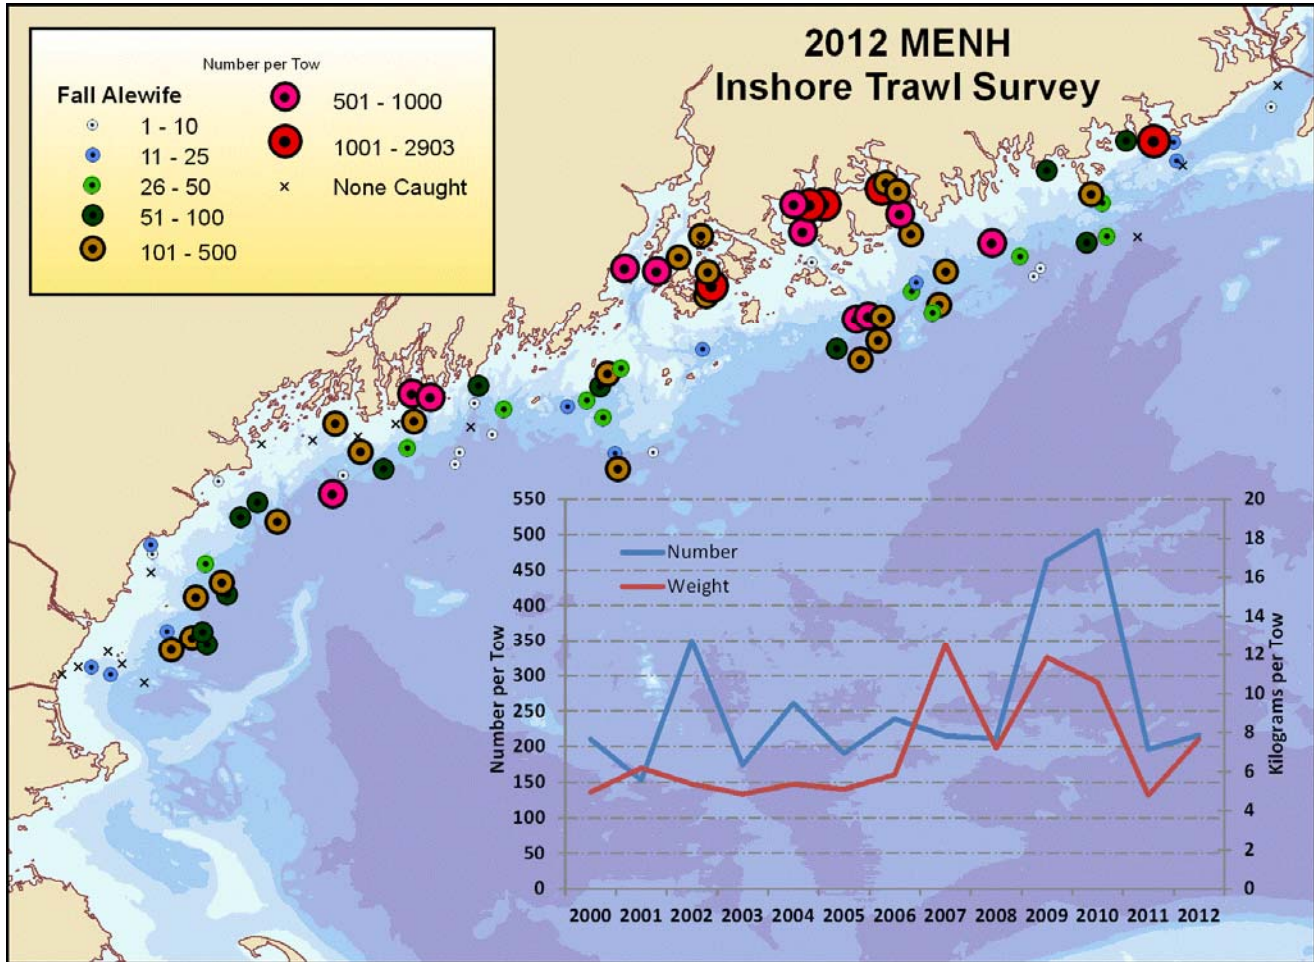 2012 MENH
Inshore Trawl Survey
Number per Tow
Fall Alewife
1 - 10
11 - 25
26 - 50
51 - 100
101 - 500
501 - 1000
1001 - 2903
None Caught
Number per Tow
550
500
450
400
350
300
250
200
150
100
50
0
Number
Weight
20
18
16
14
12
10
8
6
4
2
0
Kilograms per Tow
2000 2001 2002 2003 2004 2005 2006 2007 2008 2009 2010 2011 2012